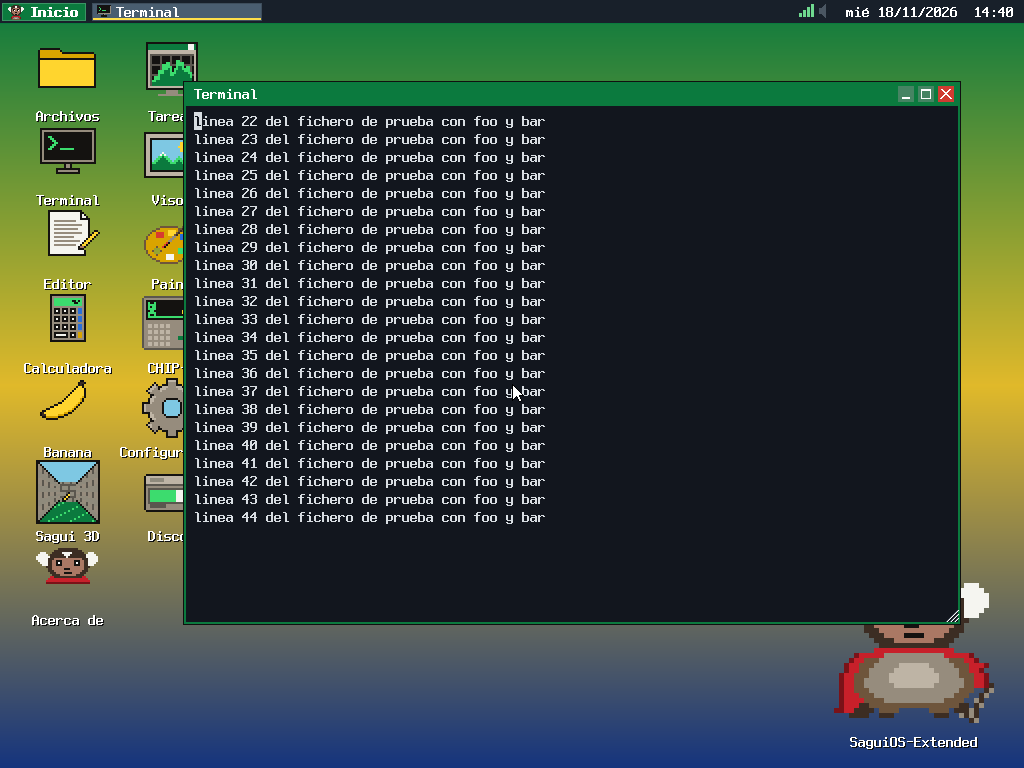 Inicio
Terminal
mié 18/11/2026 14:40
Archivos
Terminal
Editor
Calculadora
Banana
Sagui 3D
Acerca de
Terminal
linea 22 del fichero de prueba con foo y bar
linea 23 del fichero de prueba con foo y bar
linea 24 del fichero de prueba con foo y bar
linea 25 del fichero de prueba con foo y bar
linea 26 del fichero de prueba con foo y bar
linea 27 del fichero de prueba con foo y bar
linea 28 del fichero de prueba con foo y bar
linea 29 del fichero de prueba con foo y bar
linea 30 del fichero de prueba con foo y bar
linea 31 del fichero de prueba con foo y bar
linea 32 del fichero de prueba con foo y bar
linea 33 del fichero de prueba con foo y bar
linea 34 del fichero de prueba con foo y bar
linea 35 del fichero de prueba con foo y bar
linea 36 del fichero de prueba con foo y bar
linea 37 del fichero de prueba con foo y bar
linea 38 del fichero de prueba con foo y bar
linea 39 del fichero de prueba con foo y bar
linea 40 del fichero de prueba con foo y bar
linea 41 del fichero de prueba con foo y bar
linea 42 del fichero de prueba con foo y bar
linea 43 del fichero de prueba con foo y bar
linea 44 del fichero de prueba con foo y bar
SaguiOS-Extended